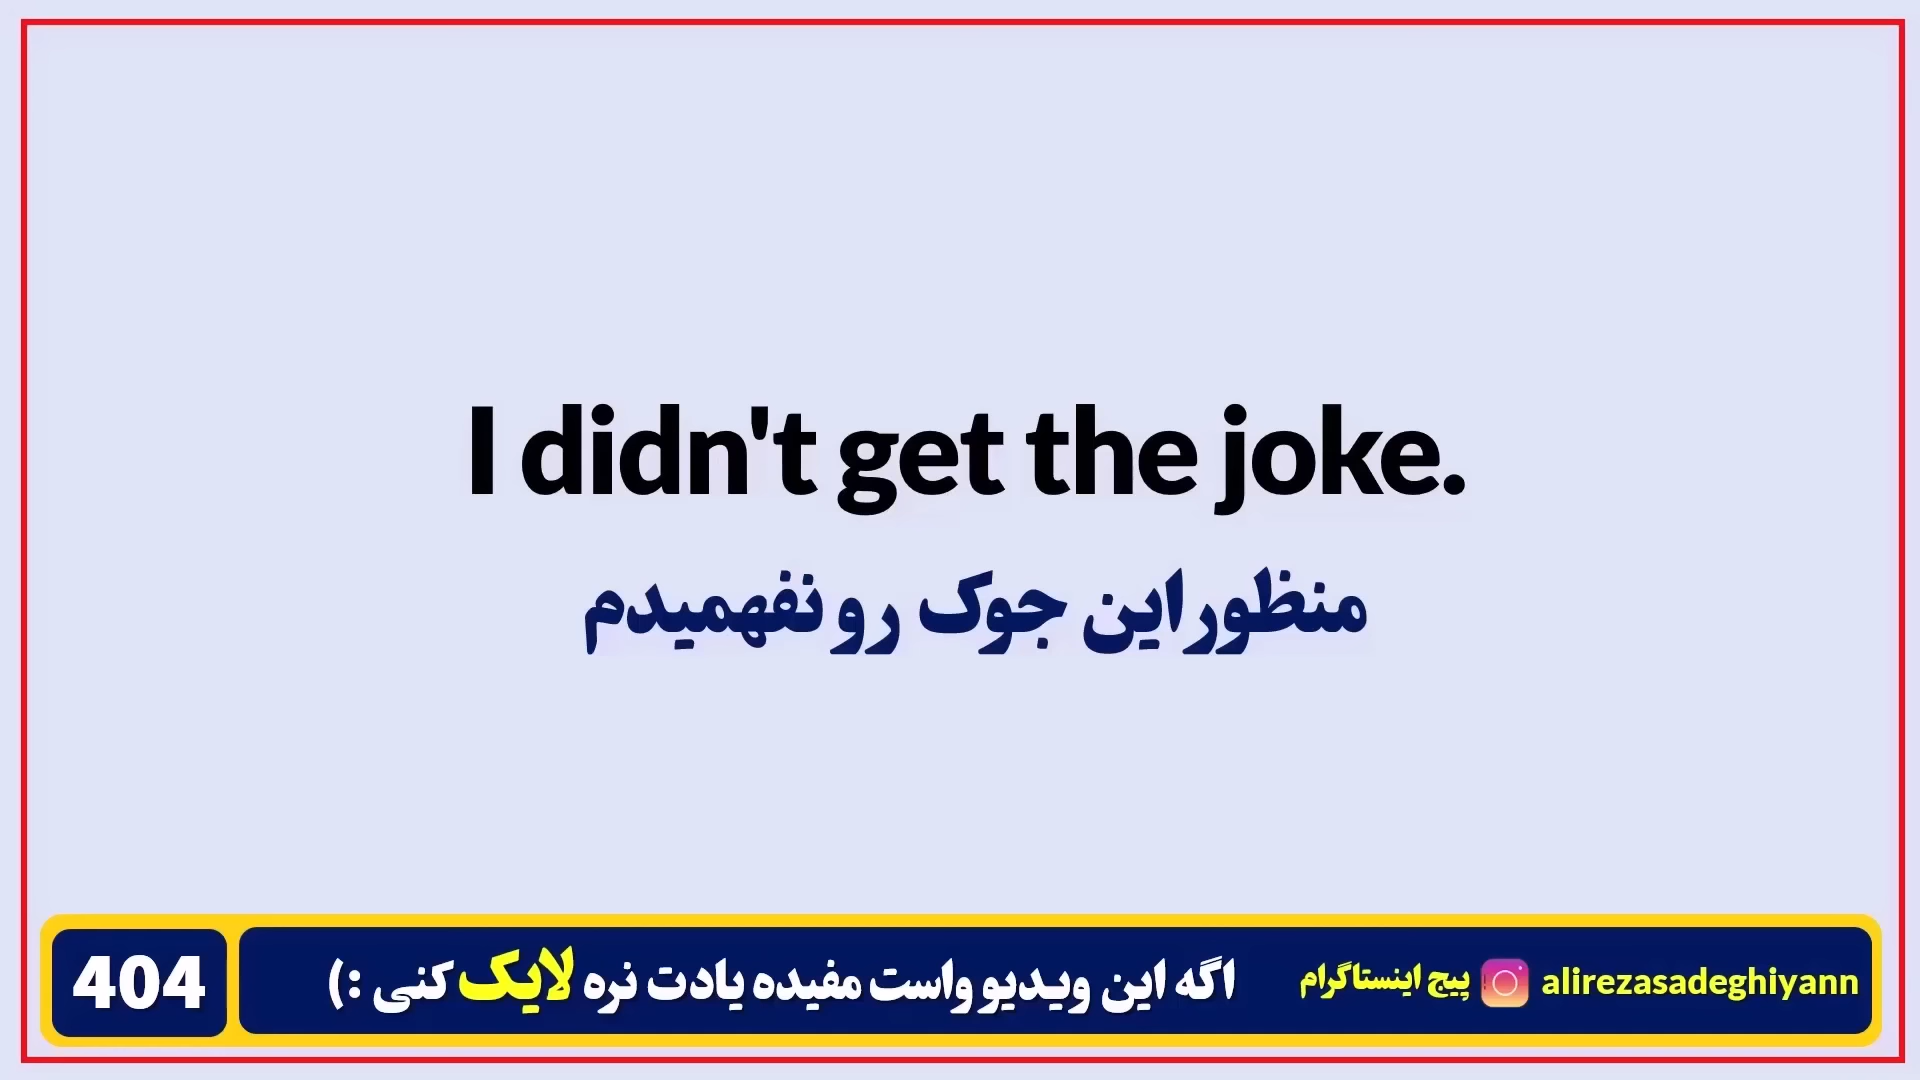 I didn't get the joke.
منظور این جوک رو نفهمیدم
404
اگه این ویدیو واست مفیده یادت نره لایک کنی :)
پیج اینستاگرام alirezasadeghiyann